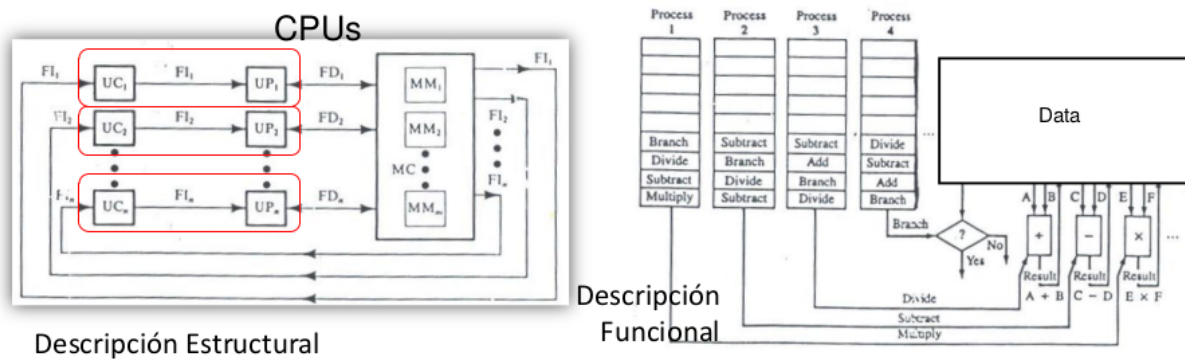 CPUs
FI₁
UC₁
FI₁
UP₁
FD₁
MM₁
FI₁
FI₂
UC₂
FI₂
UP₂
FD₂
MM₂
FI₂
MC
FIₙ
FIₙ
UCₙ
FIₙ
UPₙ
FDₙ
MMₘ
Descripción Estructural
Process 1
Process 2
Process 3
Process 4
Branch
Divide
Subtract
Multiply
Subtract
Branch
Divide
Subtract
Subtract
Add
Branch
Divide
Divide
Subtract
Add
Branch
...
Data
A B C D E F
Branch
?
No
Yes
+
−
×
...
Result Result Result
A + B C − D E × F
Divide
Subtract
Multiply
Descripción
Funcional